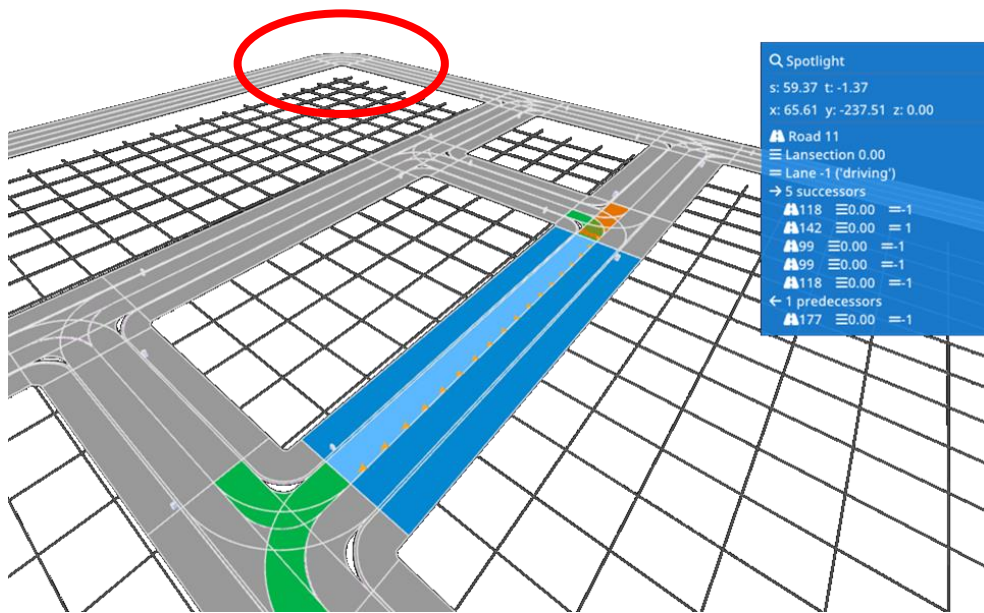 Spotlight
s: 59.37 t: -1.37
x: 65.61 y: -237.51 z: 0.00
Road 11
Lansection 0.00
Lane -1 ('driving')
→ 5 successors
118 0.00 -1
142 0.00 1
99 0.00 -1
99 0.00 -1
118 0.00 -1
← 1 predecessors
177 0.00 -1